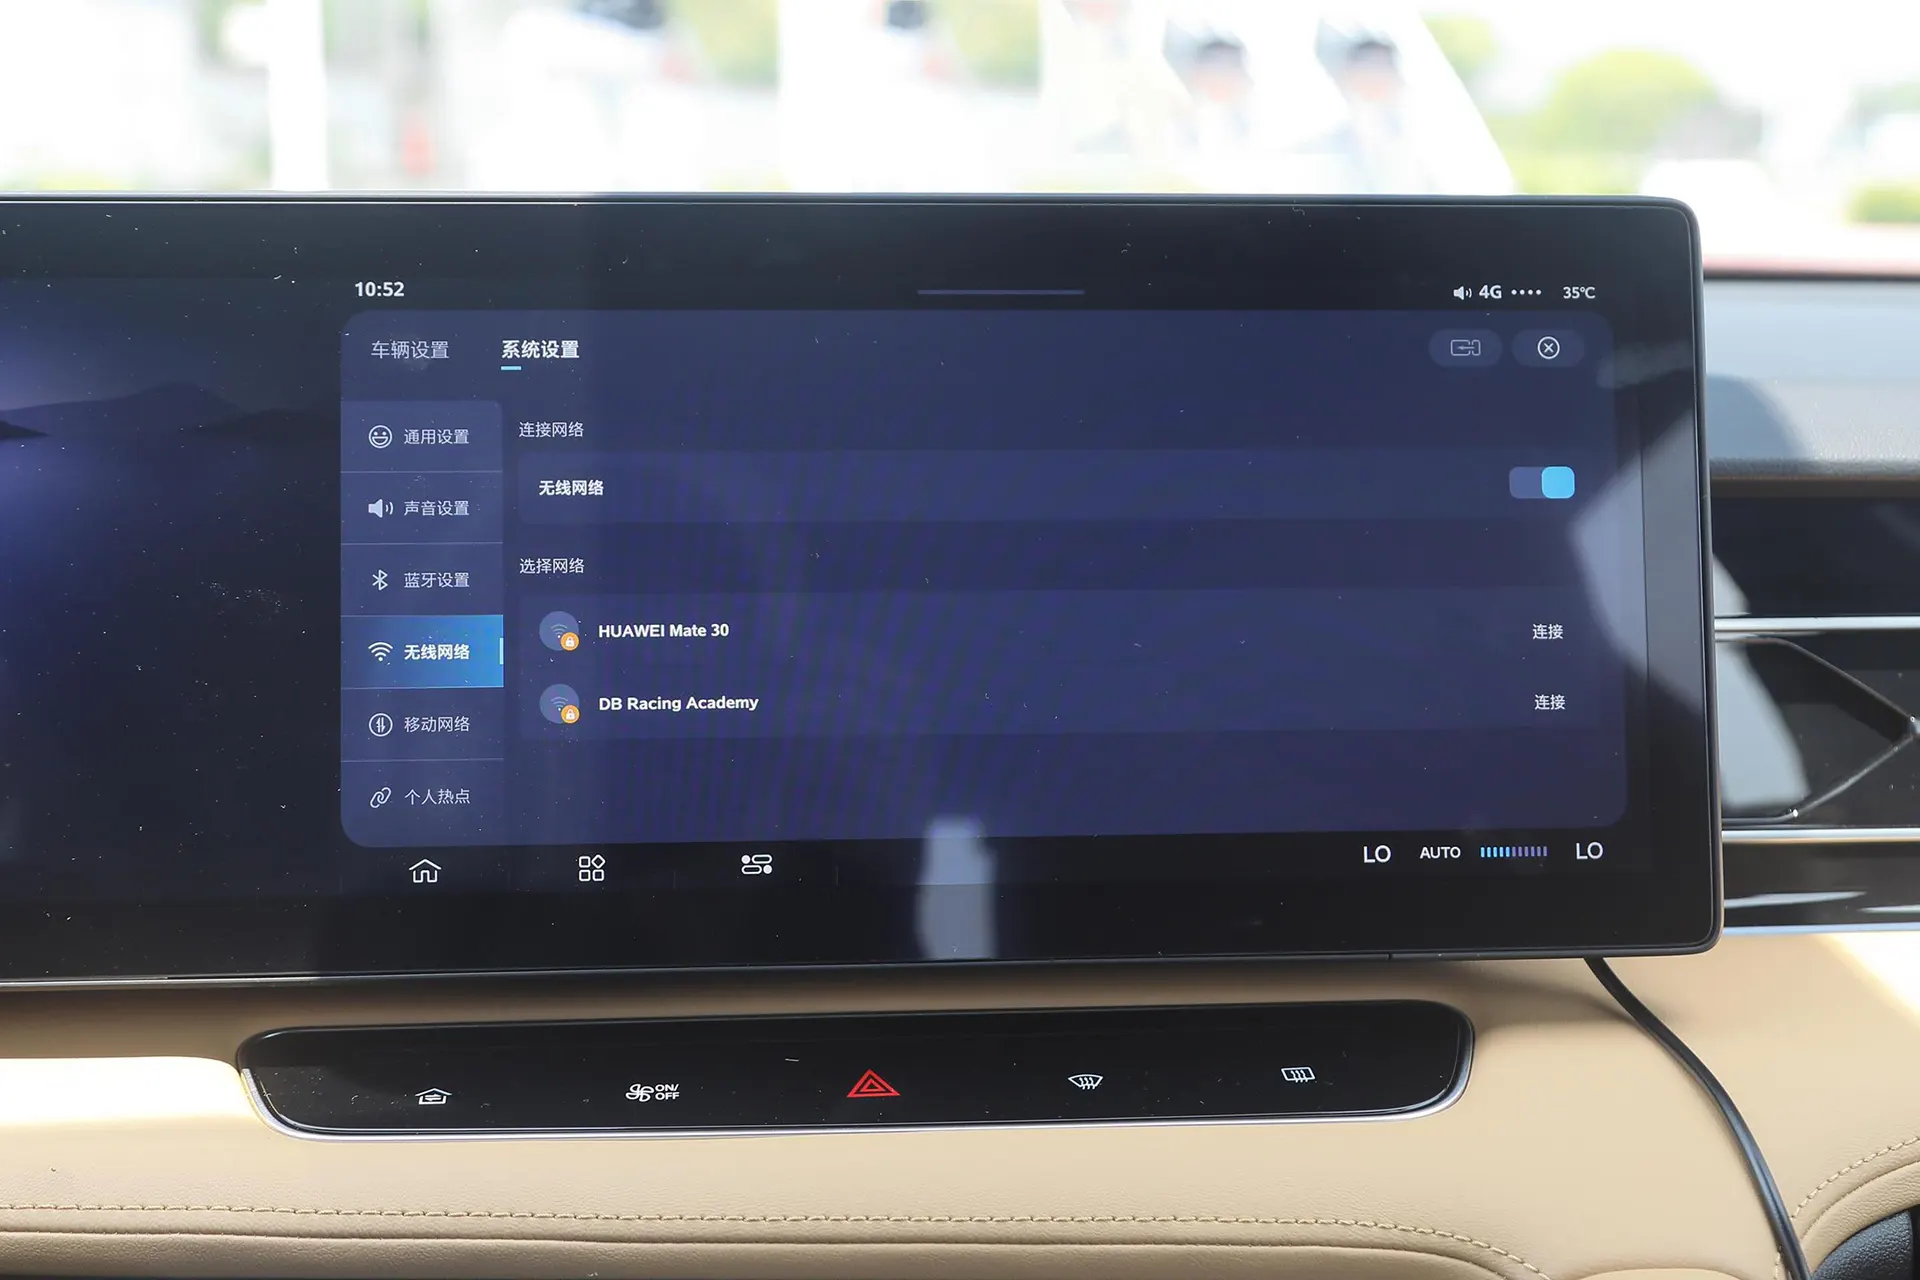 10:52
4G
35℃
车辆设置
系统设置
通用设置
声音设置
蓝牙设置
无线网络
移动网络
个人热点
连接网络
无线网络
选择网络
HUAWEI Mate 30
连接
DB Racing Academy
连接
LO
AUTO
LO
ON/
OFF